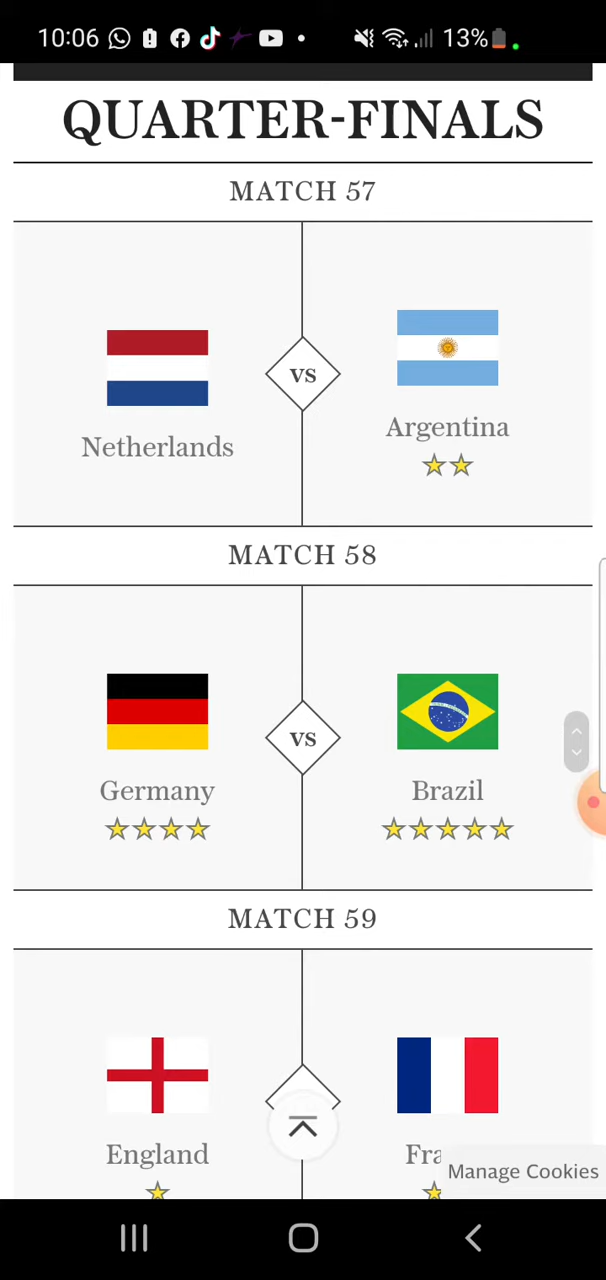 10:06
13%
QUARTER-FINALS
MATCH 57
VS
Netherlands
Argentina
MATCH 58
VS
Germany
Brazil
MATCH 59
England
Fra
Manage Cookies